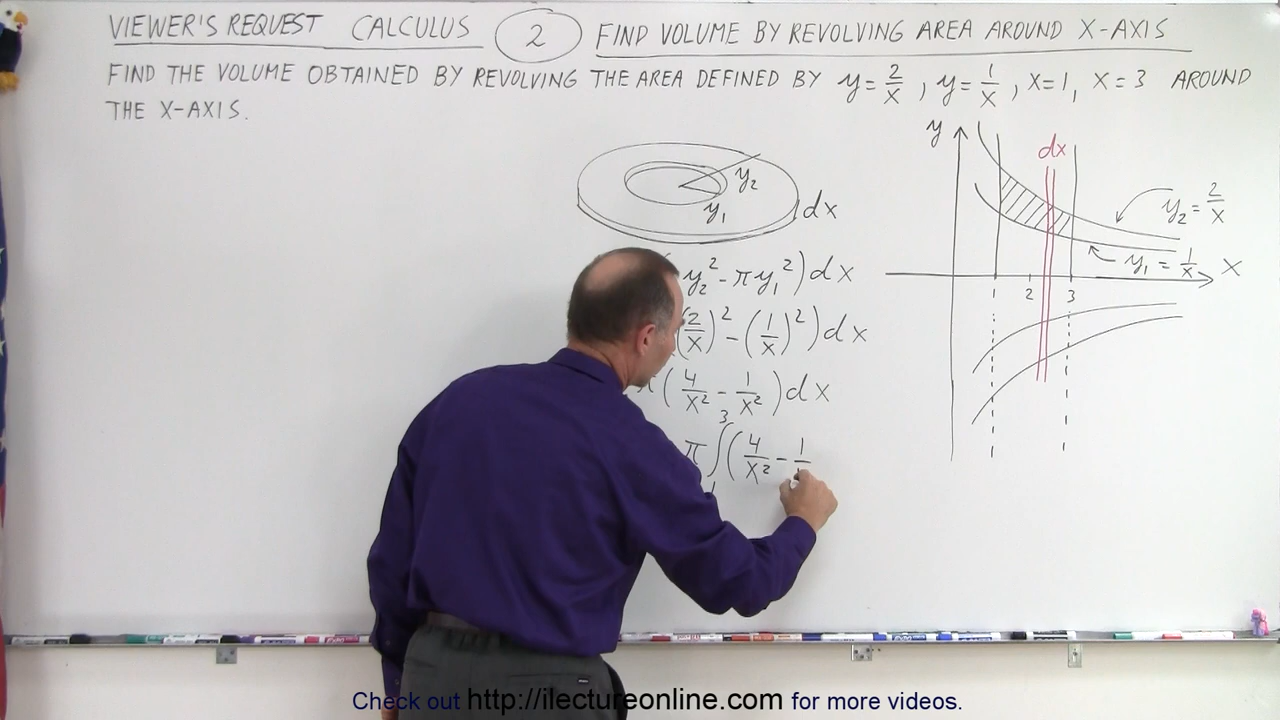 VIEWER'S REQUEST CALCULUS 2 FIND VOLUME BY REVOLVING AREA AROUND X-AXIS
FIND THE VOLUME OBTAINED BY REVOLVING THE AREA DEFINED BY y=2/x, y=1/x, x=1, x=3 AROUND
THE X-AXIS.
y
dx
y₂
y₁
dx
y₂=2/x
y₁=1/x
x
1 2 3
y₂²-πy₁²)dx
(2/x)²-(1/x)²)dx
(4/x²-1/x²)dx
π∫₁³(4/x²-1
Check out http://ilectureonline.com for more videos.